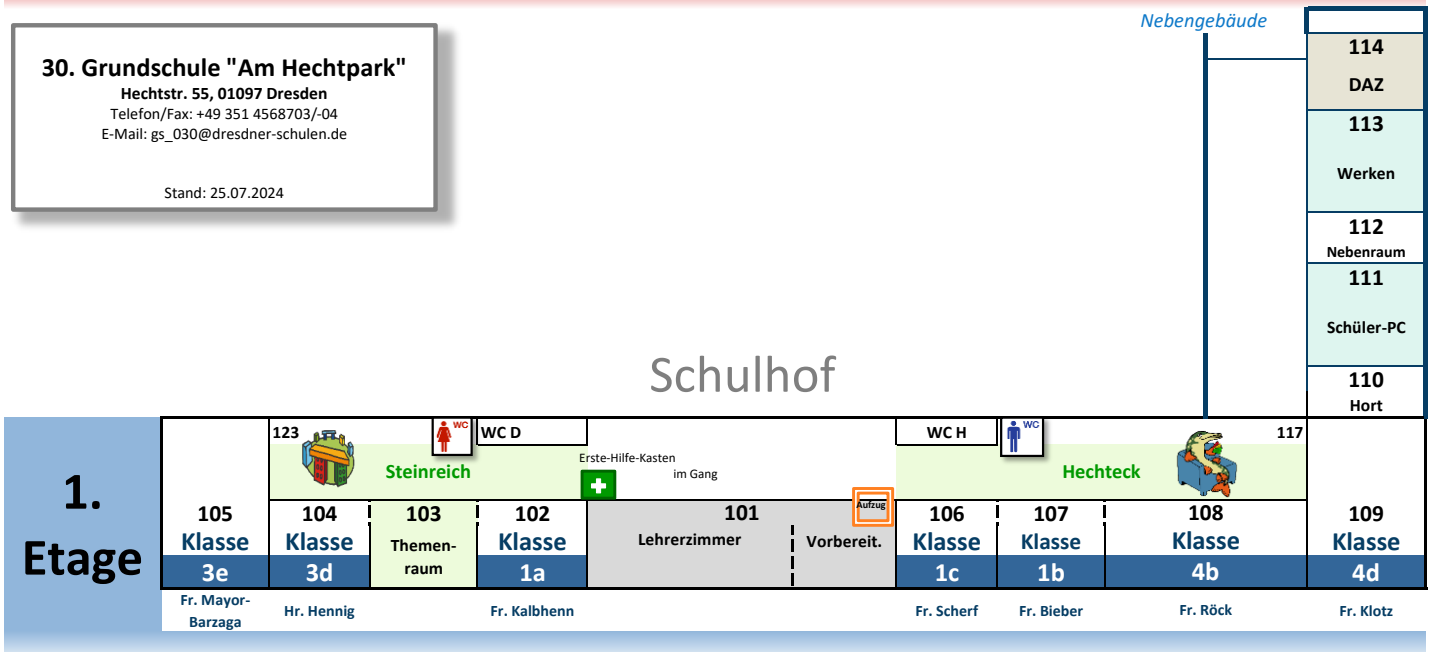 Nebengebäude
30. Grundschule "Am Hechtpark"
Hechtstr. 55, 01097 Dresden
Telefon/Fax: +49 351 4568703/-04
E-Mail: gs_030@dresdner-schulen.de
Stand: 25.07.2024
114
DAZ
113
Werken
112
Nebenraum
111
Schüler-PC
110
Hort
Schulhof
1.
Etage
123
WC
WC D
WC H
WC
117
Steinreich
Erste-Hilfe-Kasten
im Gang
Hechteck
Aufzug
105
Klasse
3e
Fr. Mayor-
Barzaga
104
Klasse
3d
Hr. Hennig
103
Themen-
raum
102
Klasse
1a
Fr. Kalbhenn
101
Lehrerzimmer
Vorbereit.
106
Klasse
1c
Fr. Scherf
107
Klasse
1b
Fr. Bieber
108
Klasse
4b
Fr. Röck
109
Klasse
4d
Fr. Klotz